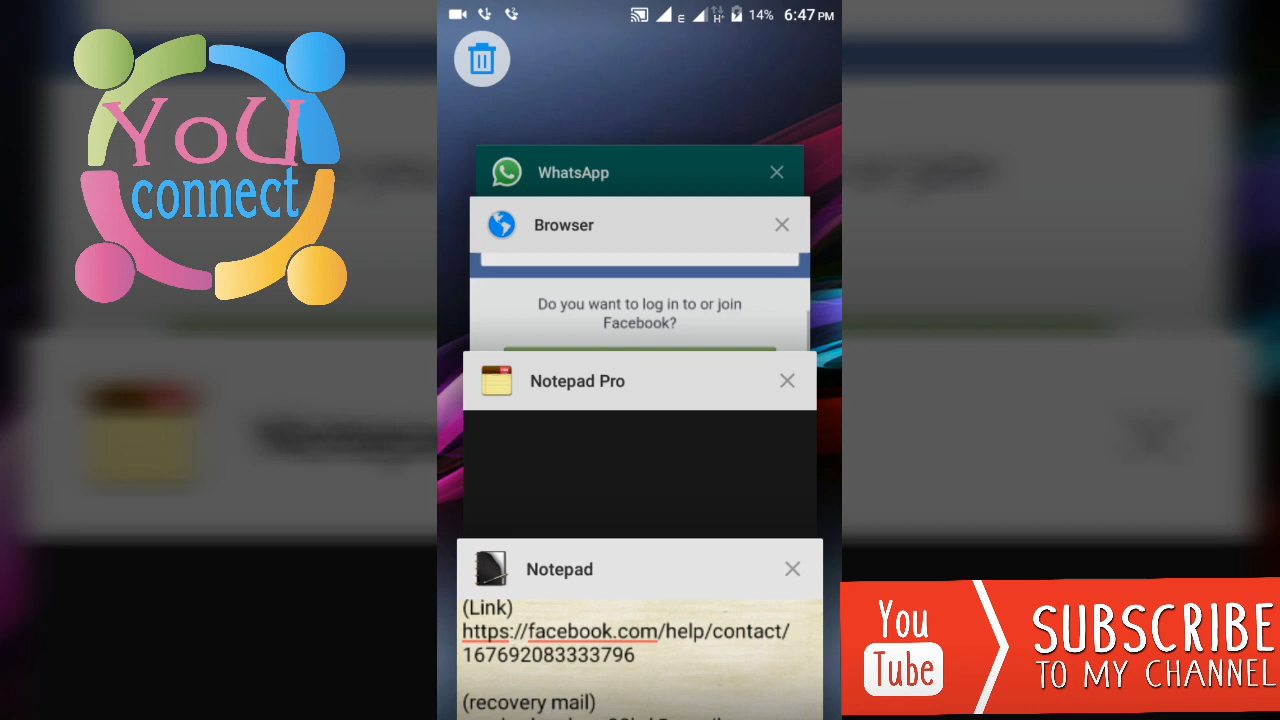 14% 6:47 PM
YoU
connect
WhatsApp
Browser
Do you want to log in to or join
Facebook?
Notepad Pro
Notepad
(Link)
https://facebook.com/help/contact/
167692083333796
(recovery mail)
You
Tube
SUBSCRIBE
TO MY CHANNEL